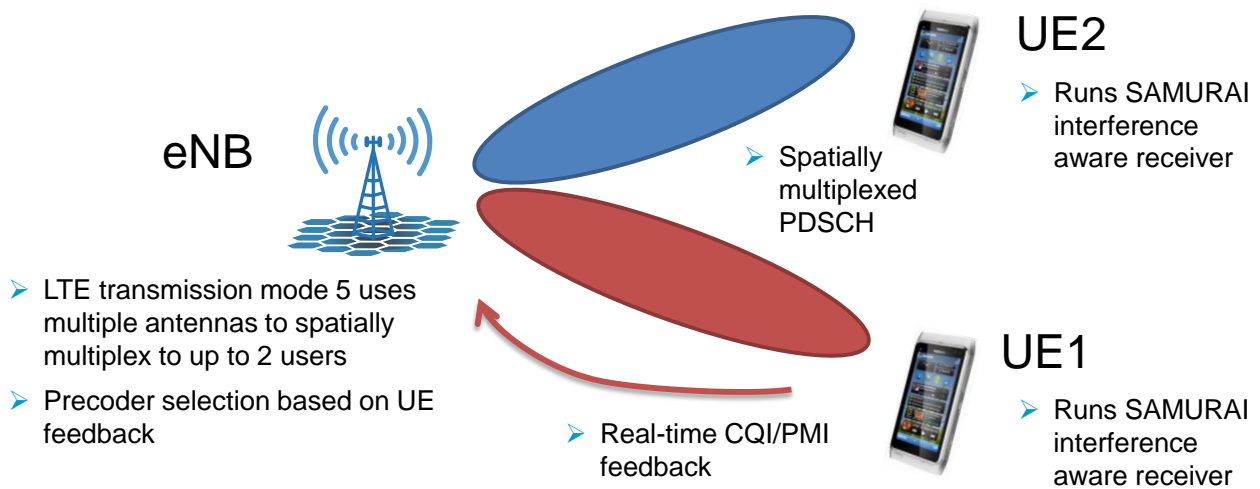 UE2
Runs SAMURAI
interference
aware receiver
eNB
Spatially
multiplexed
PDSCH
LTE transmission mode 5 uses
multiple antennas to spatially
multiplex to up to 2 users
Precoder selection based on UE
feedback
UE1
Runs SAMURAI
interference
aware receiver
Real-time CQI/PMI
feedback